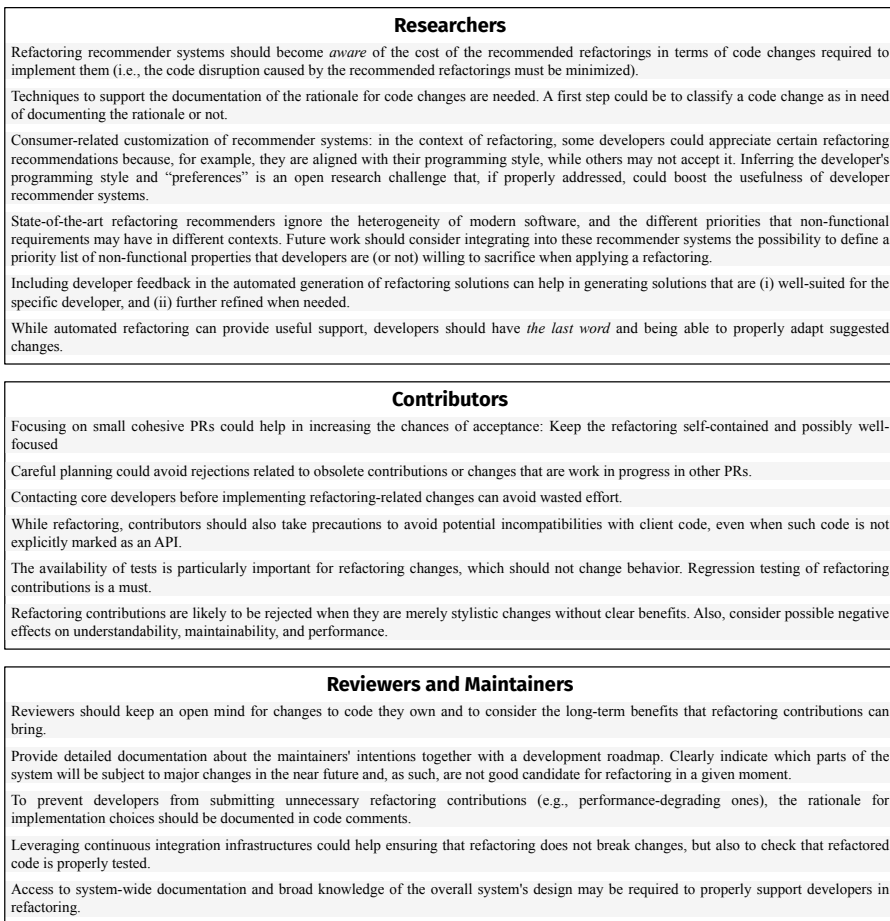 Researchers
Refactoring recommender systems should become aware of the cost of the recommended refactorings in terms of code changes required to
implement them (i.e., the code disruption caused by the recommended refactorings must be minimized).
Techniques to support the documentation of the rationale for code changes are needed. A first step could be to classify a code change as in need
of documenting the rationale or not.
Consumer-related customization of recommender systems: in the context of refactoring, some developers could appreciate certain refactoring
recommendations because, for example, they are aligned with their programming style, while others may not accept it. Inferring the developer's
programming style and “preferences” is an open research challenge that, if properly addressed, could boost the usefulness of developer
recommender systems.
State-of-the-art refactoring recommenders ignore the heterogeneity of modern software, and the different priorities that non-functional
requirements may have in different contexts. Future work should consider integrating into these recommender systems the possibility to define a
priority list of non-functional properties that developers are (or not) willing to sacrifice when applying a refactoring.
Including developer feedback in the automated generation of refactoring solutions can help in generating solutions that are (i) well-suited for the
specific developer, and (ii) further refined when needed.
While automated refactoring can provide useful support, developers should have the last word and being able to properly adapt suggested
changes.
Contributors
Focusing on small cohesive PRs could help in increasing the chances of acceptance: Keep the refactoring self-contained and possibly well-
focused
Careful planning could avoid rejections related to obsolete contributions or changes that are work in progress in other PRs.
Contacting core developers before implementing refactoring-related changes can avoid wasted effort.
While refactoring, contributors should also take precautions to avoid potential incompatibilities with client code, even when such code is not
explicitly marked as an API.
The availability of tests is particularly important for refactoring changes, which should not change behavior. Regression testing of refactoring
contributions is a must.
Refactoring contributions are likely to be rejected when they are merely stylistic changes without clear benefits. Also, consider possible negative
effects on understandability, maintainability, and performance.
Reviewers and Maintainers
Reviewers should keep an open mind for changes to code they own and to consider the long-term benefits that refactoring contributions can
bring.
Provide detailed documentation about the maintainers' intentions together with a development roadmap. Clearly indicate which parts of the
system will be subject to major changes in the near future and, as such, are not good candidate for refactoring in a given moment.
To prevent developers from submitting unnecessary refactoring contributions (e.g., performance-degrading ones), the rationale for
implementation choices should be documented in code comments.
Leveraging continuous integration infrastructures could help ensuring that refactoring does not break changes, but also to check that refactored
code is properly tested.
Access to system-wide documentation and broad knowledge of the overall system's design may be required to properly support developers in
refactoring.